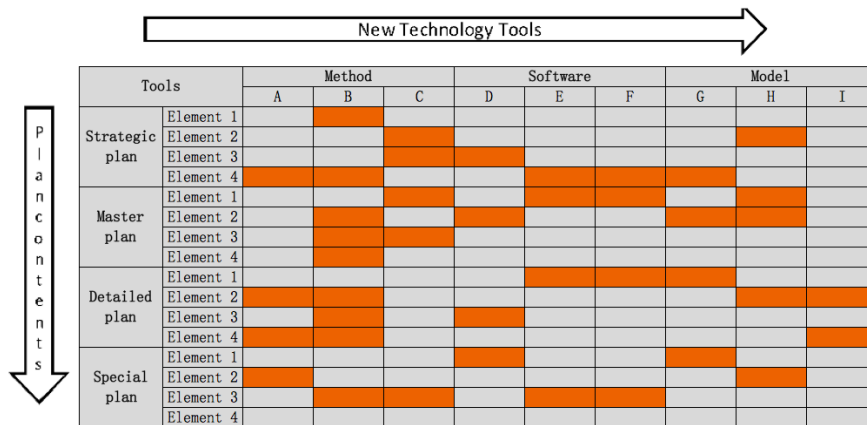 New Technology Tools
Plan contents
Tools Method Software Model
A B C D E F G H I
Strategic plan
Element 1
Element 2
Element 3
Element 4
Master plan
Element 1
Element 2
Element 3
Element 4
Detailed plan
Element 1
Element 2
Element 3
Element 4
Special plan
Element 1
Element 2
Element 3
Element 4